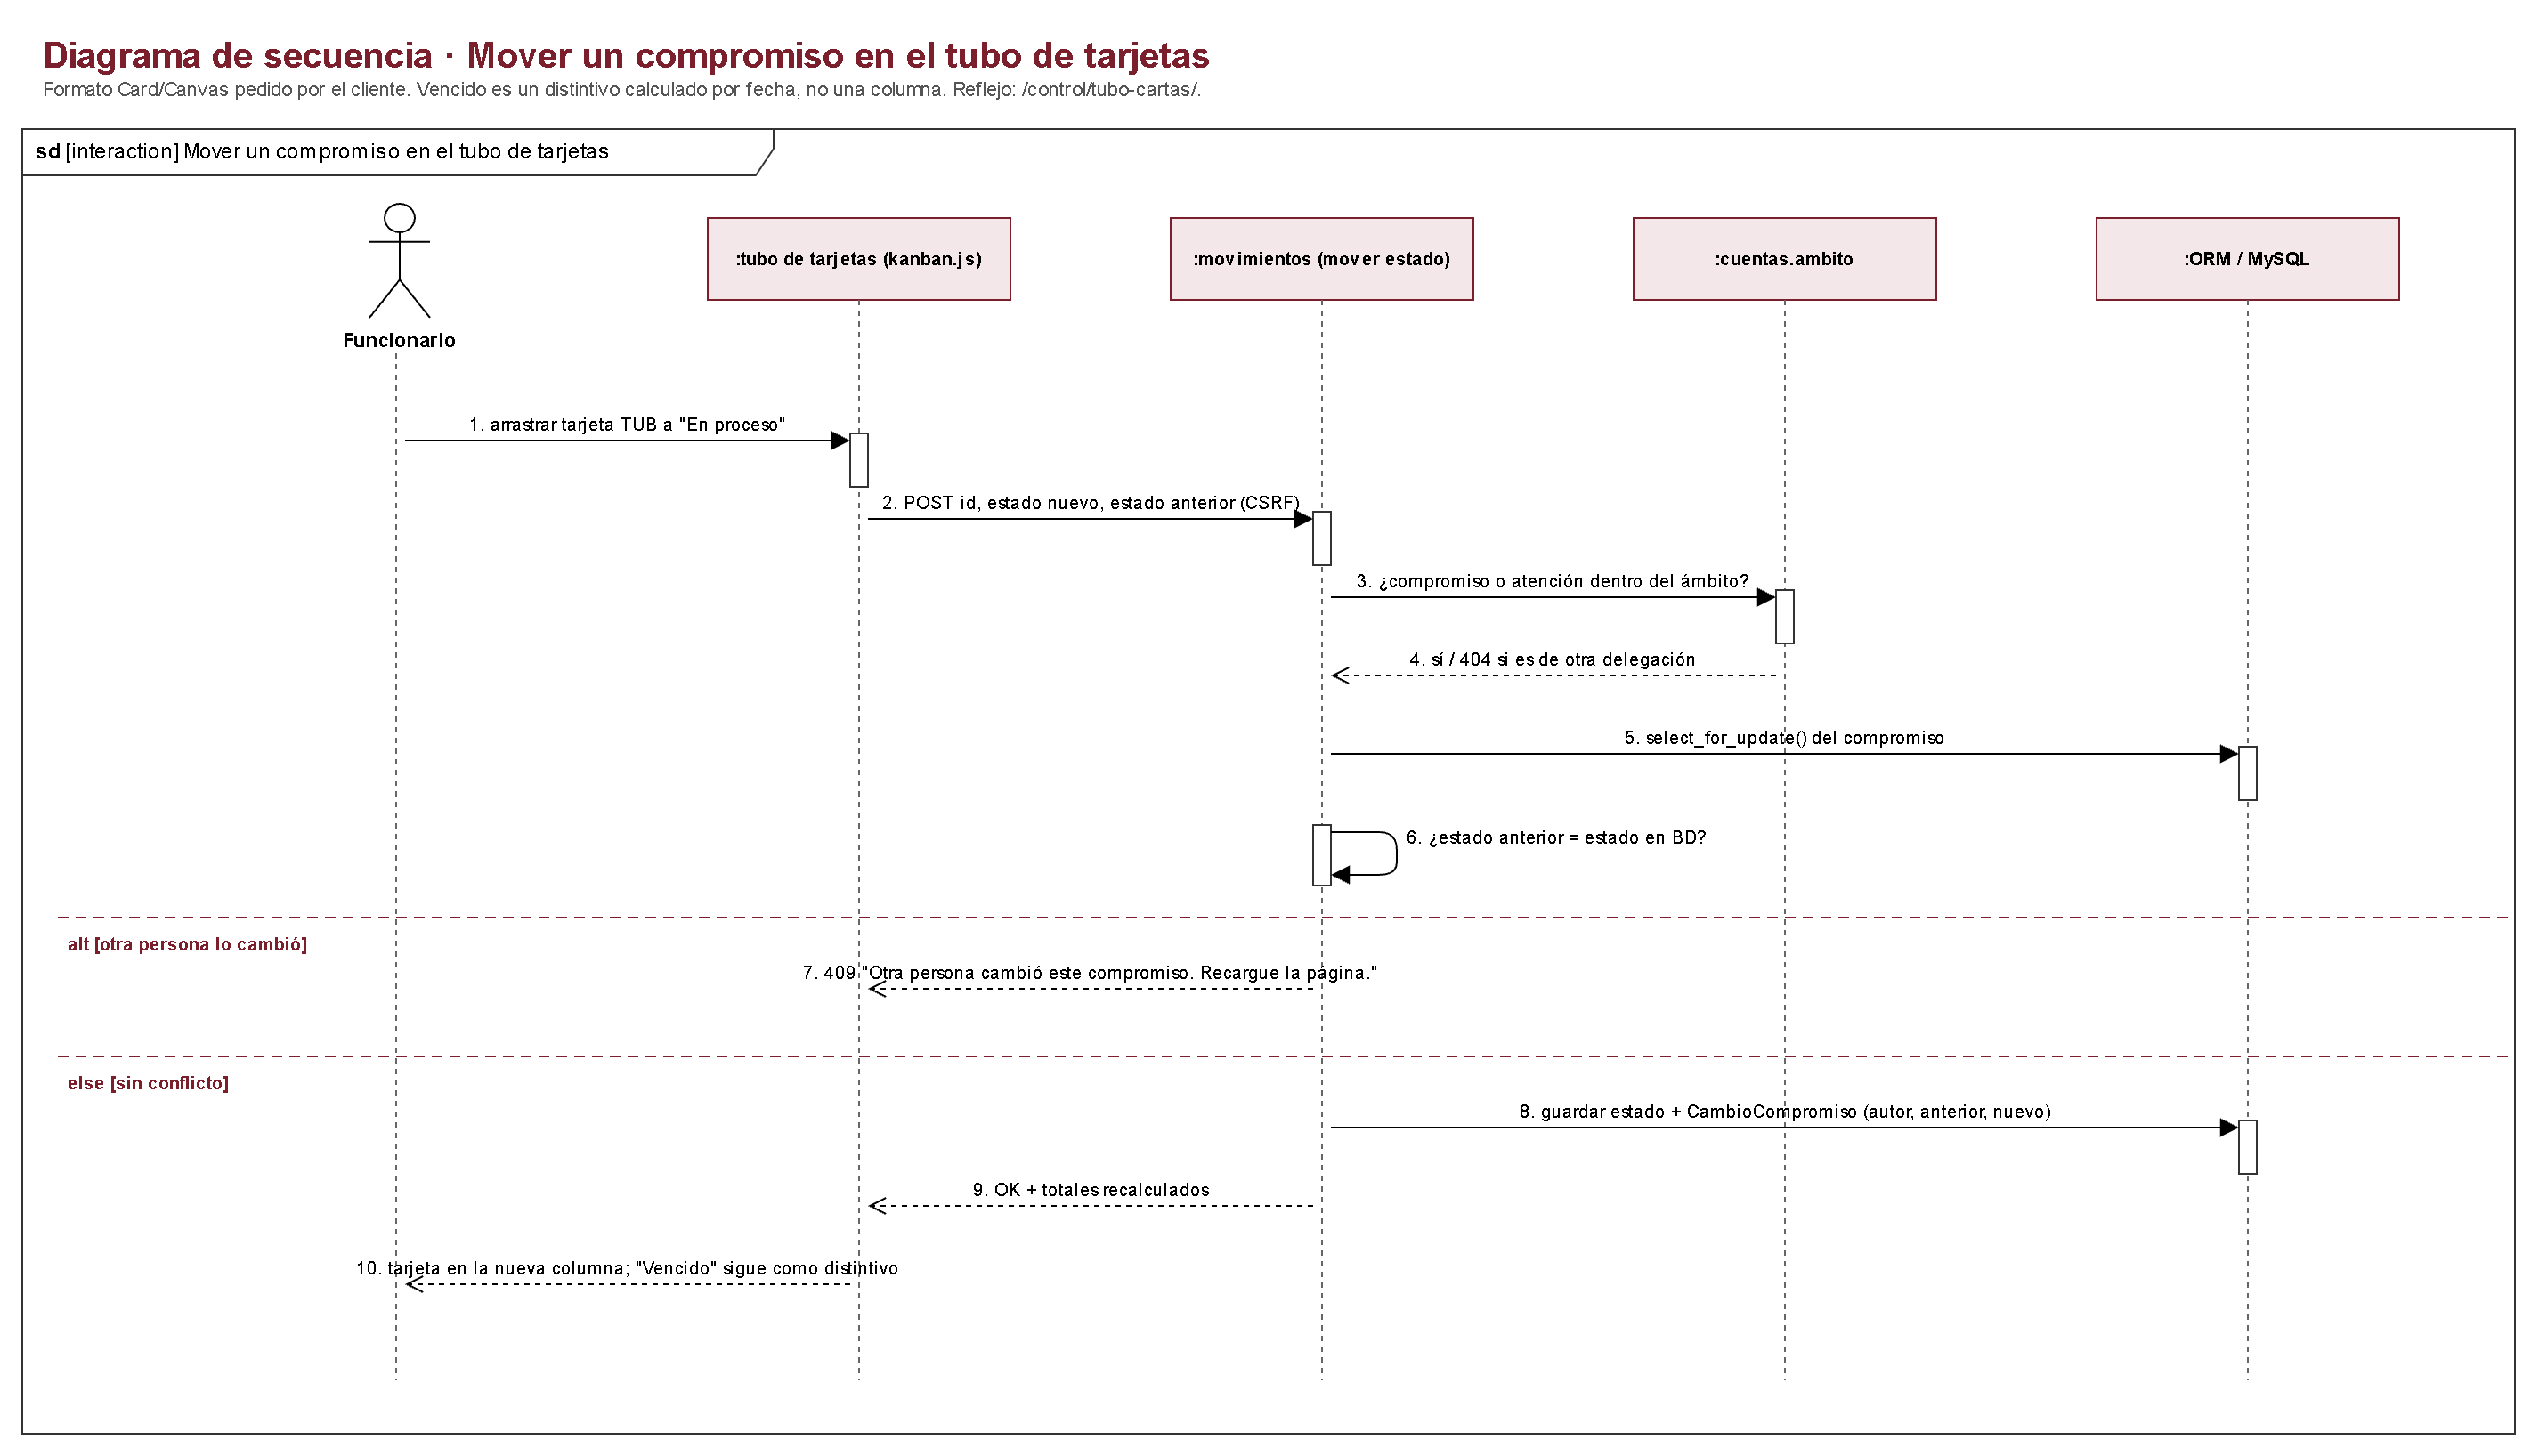 Diagrama de secuencia · Mover un compromiso en el tubo de tarjetas
Formato Card/Canvas pedido por el cliente. Vencido es un distintivo calculado por fecha, no una columna. Reflejo: /control/tubo-cartas/.
sd [interaction] Mover un compromiso en el tubo de tarjetas
:tubo de tarjetas (kanban.js)
:movimientos (mover estado)
:cuentas.ambito
:ORM / MySQL
Funcionario
1. arrastrar tarjeta TUB a "En proceso"
2. POST id, estado nuevo, estado anterior (CSRF)
3. ¿compromiso o atención dentro del ámbito?
4. sí / 404 si es de otra delegación
5. select_for_update() del compromiso
6. ¿estado anterior = estado en BD?
alt [otra persona lo cambió]
7. 409 "Otra persona cambió este compromiso. Recargue la página."
else [sin conflicto]
8. guardar estado + CambioCompromiso (autor, anterior, nuevo)
9. OK + totales recalculados
10. tarjeta en la nueva columna; "Vencido" sigue como distintivo